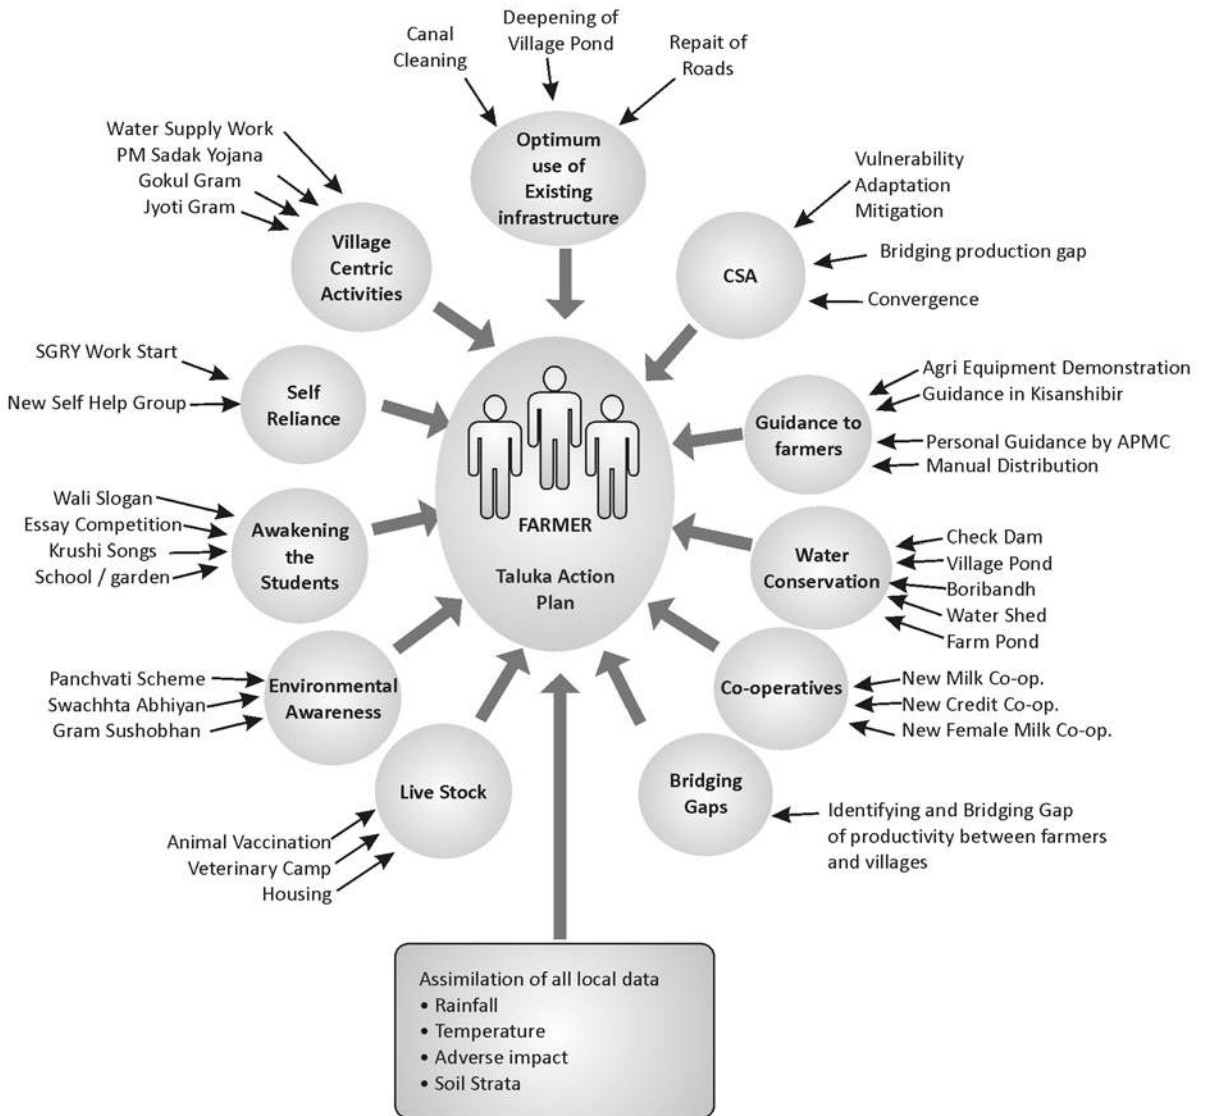 Canal
Cleaning
Deepening of
Village Pond
Repait of
Roads
Optimum
use of
Existing
infrastructure
Water Supply Work
PM Sadak Yojana
Gokul Gram
Jyoti Gram
Village
Centric
Activities
Vulnerability
Adaptation
Mitigation
Bridging production gap
Convergence
CSA
SGRY Work Start
New Self Help Group
Self
Reliance
Agri Equipment Demonstration
Guidance in Kisanshibir
Personal Guidance by APMC
Manual Distribution
Guidance to
farmers
FARMER
Taluka Action
Plan
Wali Slogan
Essay Competition
Krushi Songs
School / garden
Awakening
the
Students
Water
Conservation
Check Dam
Village Pond
Boribandh
Water Shed
Farm Pond
Panchvati Scheme
Swachhta Abhiyan
Gram Sushobhan
Environmental
Awareness
Co-operatives
New Milk Co-op.
New Credit Co-op.
New Female Milk Co-op.
Live Stock
Animal Vaccination
Veterinary Camp
Housing
Bridging
Gaps
Identifying and Bridging Gap
of productivity between farmers
and villages
Assimilation of all local data
• Rainfall
• Temperature
• Adverse impact
• Soil Strata